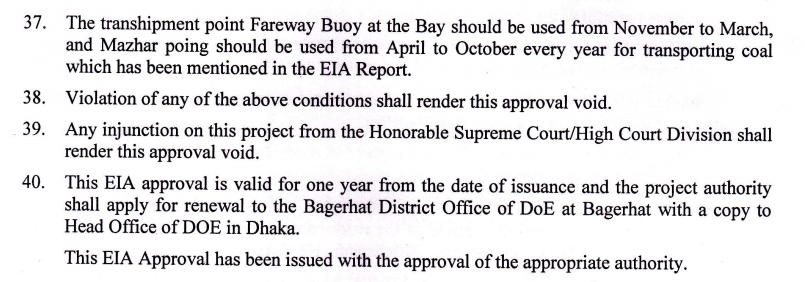 37. The transhipment point Fareway Buoy at the Bay should be used from November to March,
and Mazhar poing should be used from April to October every year for transporting coal
which has been mentioned in the EIA Report.
38. Violation of any of the above conditions shall render this approval void.
39. Any injunction on this project from the Honorable Supreme Court/High Court Division shall
render this approval void.
40. This EIA approval is valid for one year from the date of issuance and the project authority
shall apply for renewal to the Bagerhat District Office of DoE at Bagerhat with a copy to
Head Office of DOE in Dhaka.
This EIA Approval has been issued with the approval of the appropriate authority.